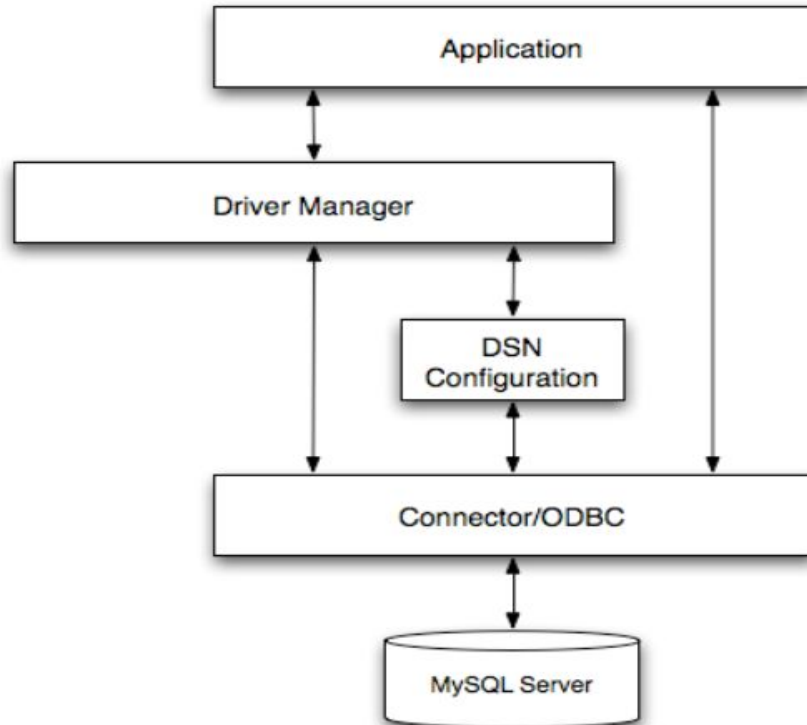 Application
Driver Manager
DSN
Configuration
Connector/ODBC
MySQL Server